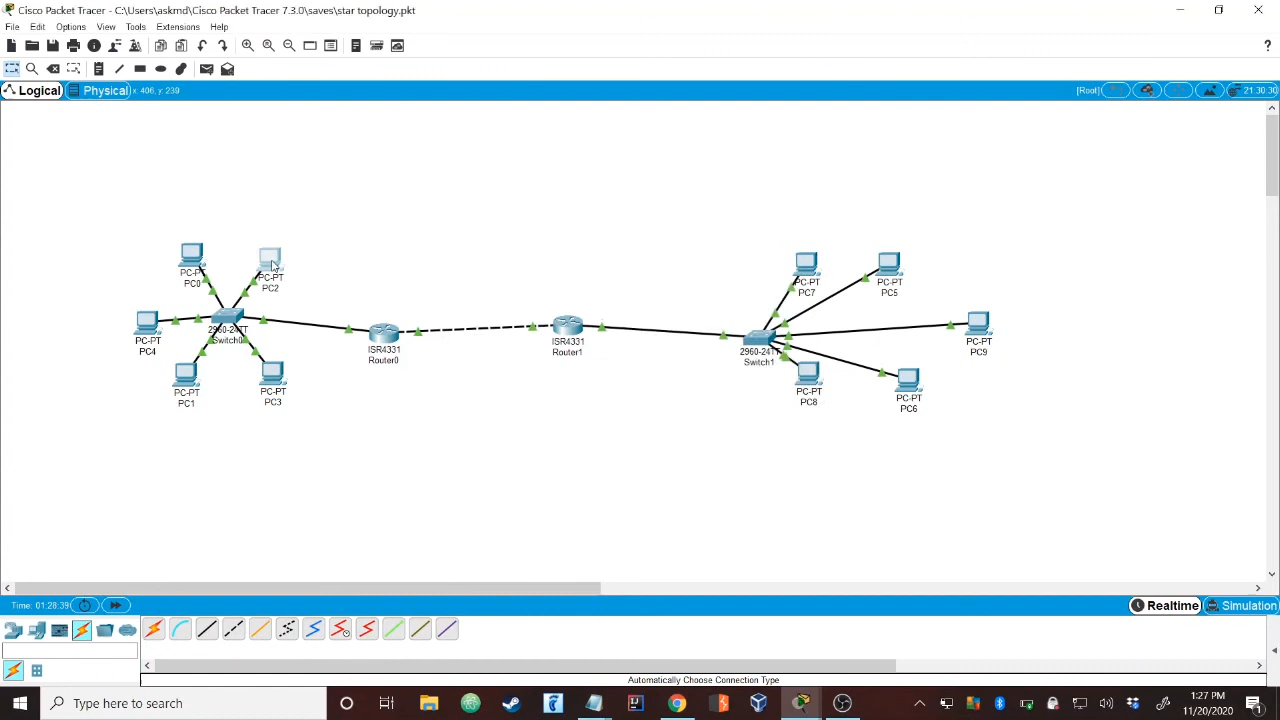 Cisco Packet Tracer - C:\Users\askmd\Cisco Packet Tracer 7.3.0\saves\star topology.pkt
File Edit Options View Tools Extensions Help
?
Logical Physical x: 406, y: 239 [Root] 21:30:30
PC-PT
PC0
PC-PT
PC2
PC-PT
PC4
2960-24TT
Switch0
PC-PT
PC1
PC-PT
PC3
ISR4331
Router0
ISR4331
Router1
PC-PT
PC7
PC-PT
PC5
2960-24TT
Switch1
PC-PT
PC9
PC-PT
PC8
PC-PT
PC6
Time: 01:28:39 Realtime Simulation
Automatically Choose Connection Type
Type here to search
1:27 PM
11/20/2020